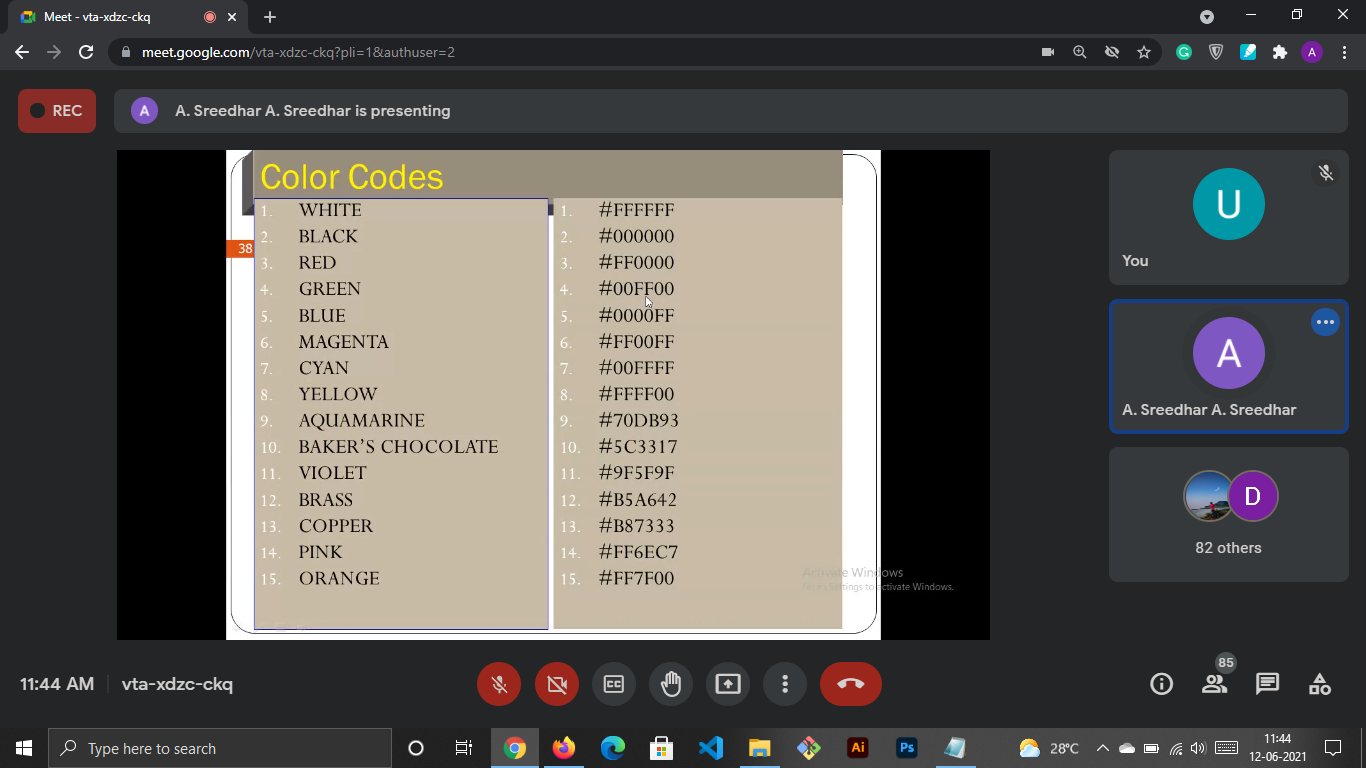 Meet - vta-xdzc-ckq
meet.google.com/vta-xdzc-ckq?pli=1&authuser=2
A
REC
A
A. Sreedhar A. Sreedhar is presenting
Color Codes
38
1. WHITE
2. BLACK
3. RED
4. GREEN
5. BLUE
6. MAGENTA
7. CYAN
8. YELLOW
9. AQUAMARINE
10. BAKER'S CHOCOLATE
11. VIOLET
12. BRASS
13. COPPER
14. PINK
15. ORANGE
1. #FFFFFF
2. #000000
3. #FF0000
4. #00FF00
5. #0000FF
6. #FF00FF
7. #00FFFF
8. #FFFF00
9. #70DB93
10. #5C3317
11. #9F5F9F
12. #B5A642
13. #B87333
14. #FF6EC7
15. #FF7F00
Activate Windows
Go to Settings to activate Windows.
U
You
A
A. Sreedhar A. Sreedhar
D
82 others
11:44 AM
vta-xdzc-ckq
CC
85
Type here to search
Ai
Ps
28°C
11:44
12-06-2021